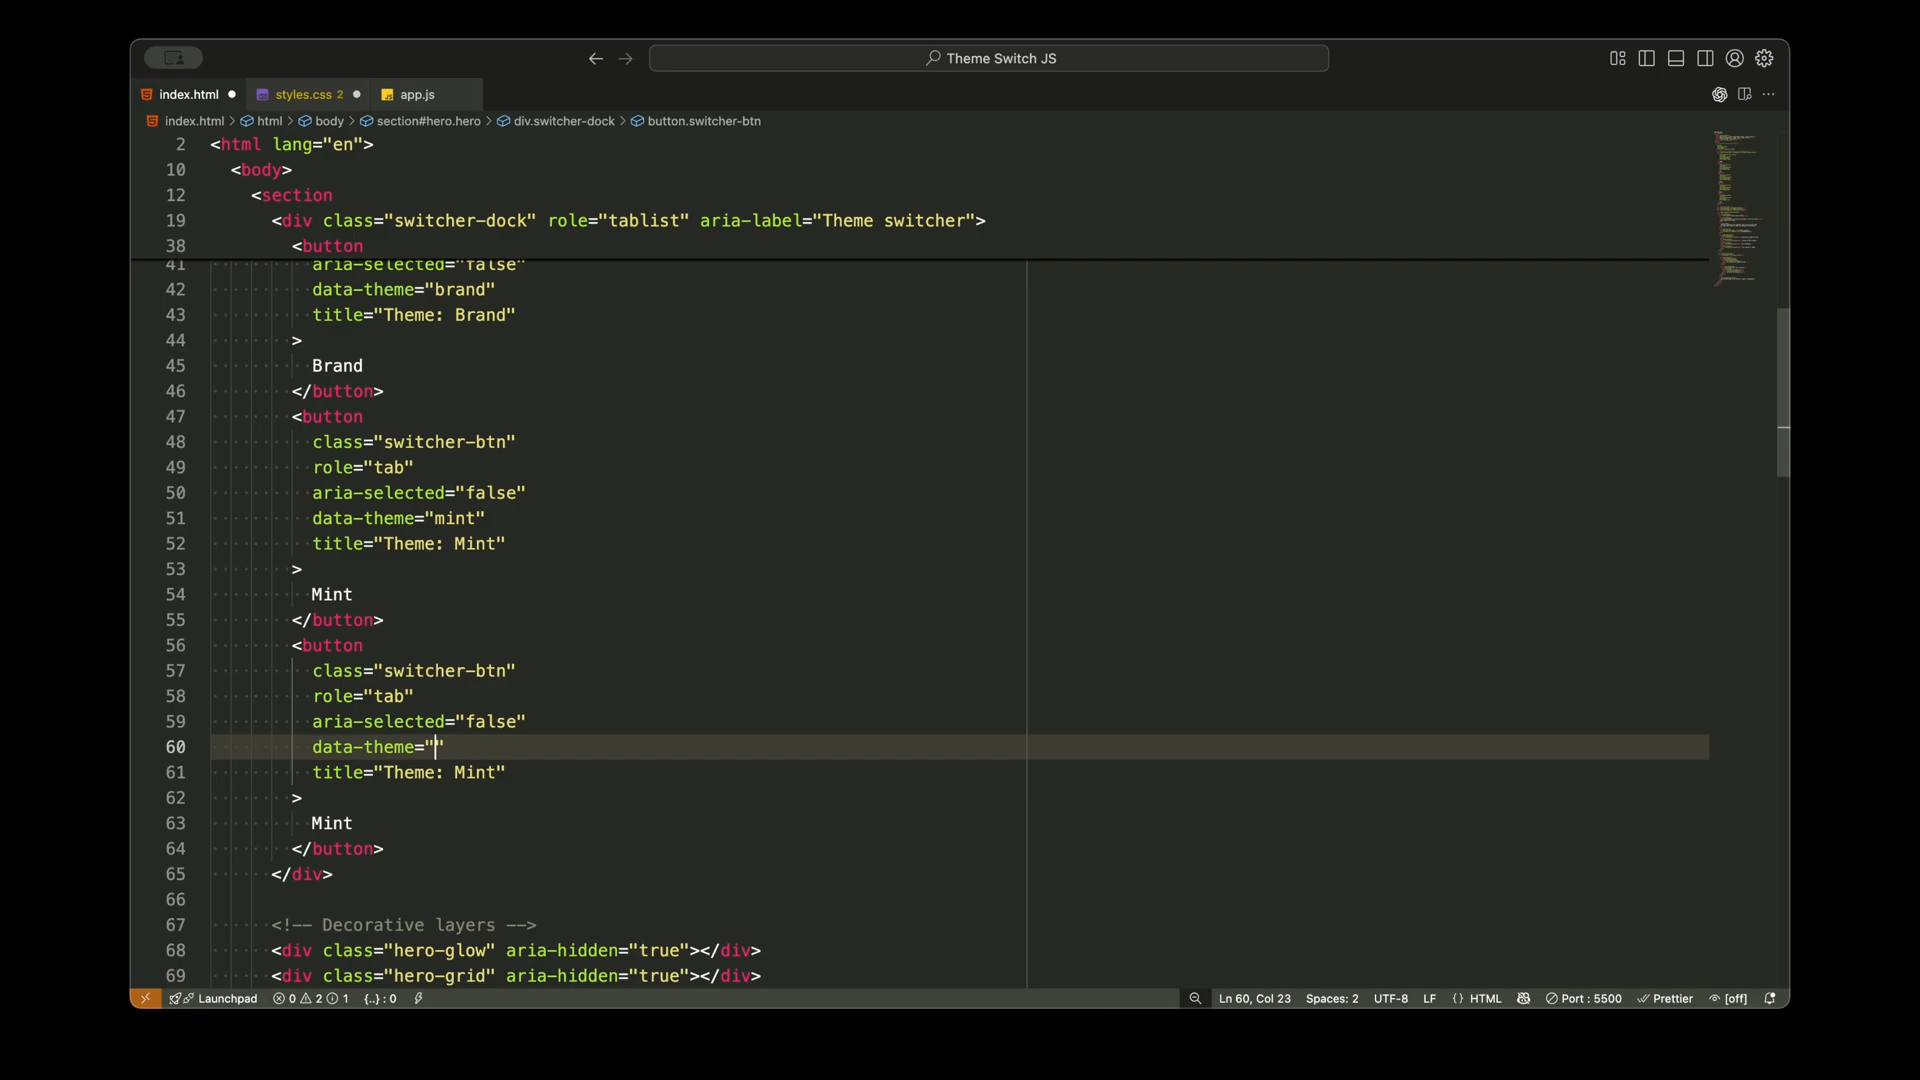 Theme Switch JS
index.html
styles.css 2
app.js
index.html > html > body > section#hero.hero > div.switcher-dock > button.switcher-btn
2 <html lang="en">
10 <body>
12 <section
19 <div class="switcher-dock" role="tablist" aria-label="Theme switcher">
38 <button
41 aria-selected="false"
42 data-theme="brand"
43 title="Theme: Brand"
44 >
45 Brand
46 </button>
47 <button
48 class="switcher-btn"
49 role="tab"
50 aria-selected="false"
51 data-theme="mint"
52 title="Theme: Mint"
53 >
54 Mint
55 </button>
56 <button
57 class="switcher-btn"
58 role="tab"
59 aria-selected="false"
60 data-theme=""
61 title="Theme: Mint"
62 >
63 Mint
64 </button>
65 </div>
66
67 <!-- Decorative layers -->
68 <div class="hero-glow" aria-hidden="true"></div>
69 <div class="hero-grid" aria-hidden="true"></div>
Launchpad 0 2 1 {..} : 0 Ln 60, Col 23 Spaces: 2 UTF-8 LF {} HTML Port : 5500 Prettier [off]